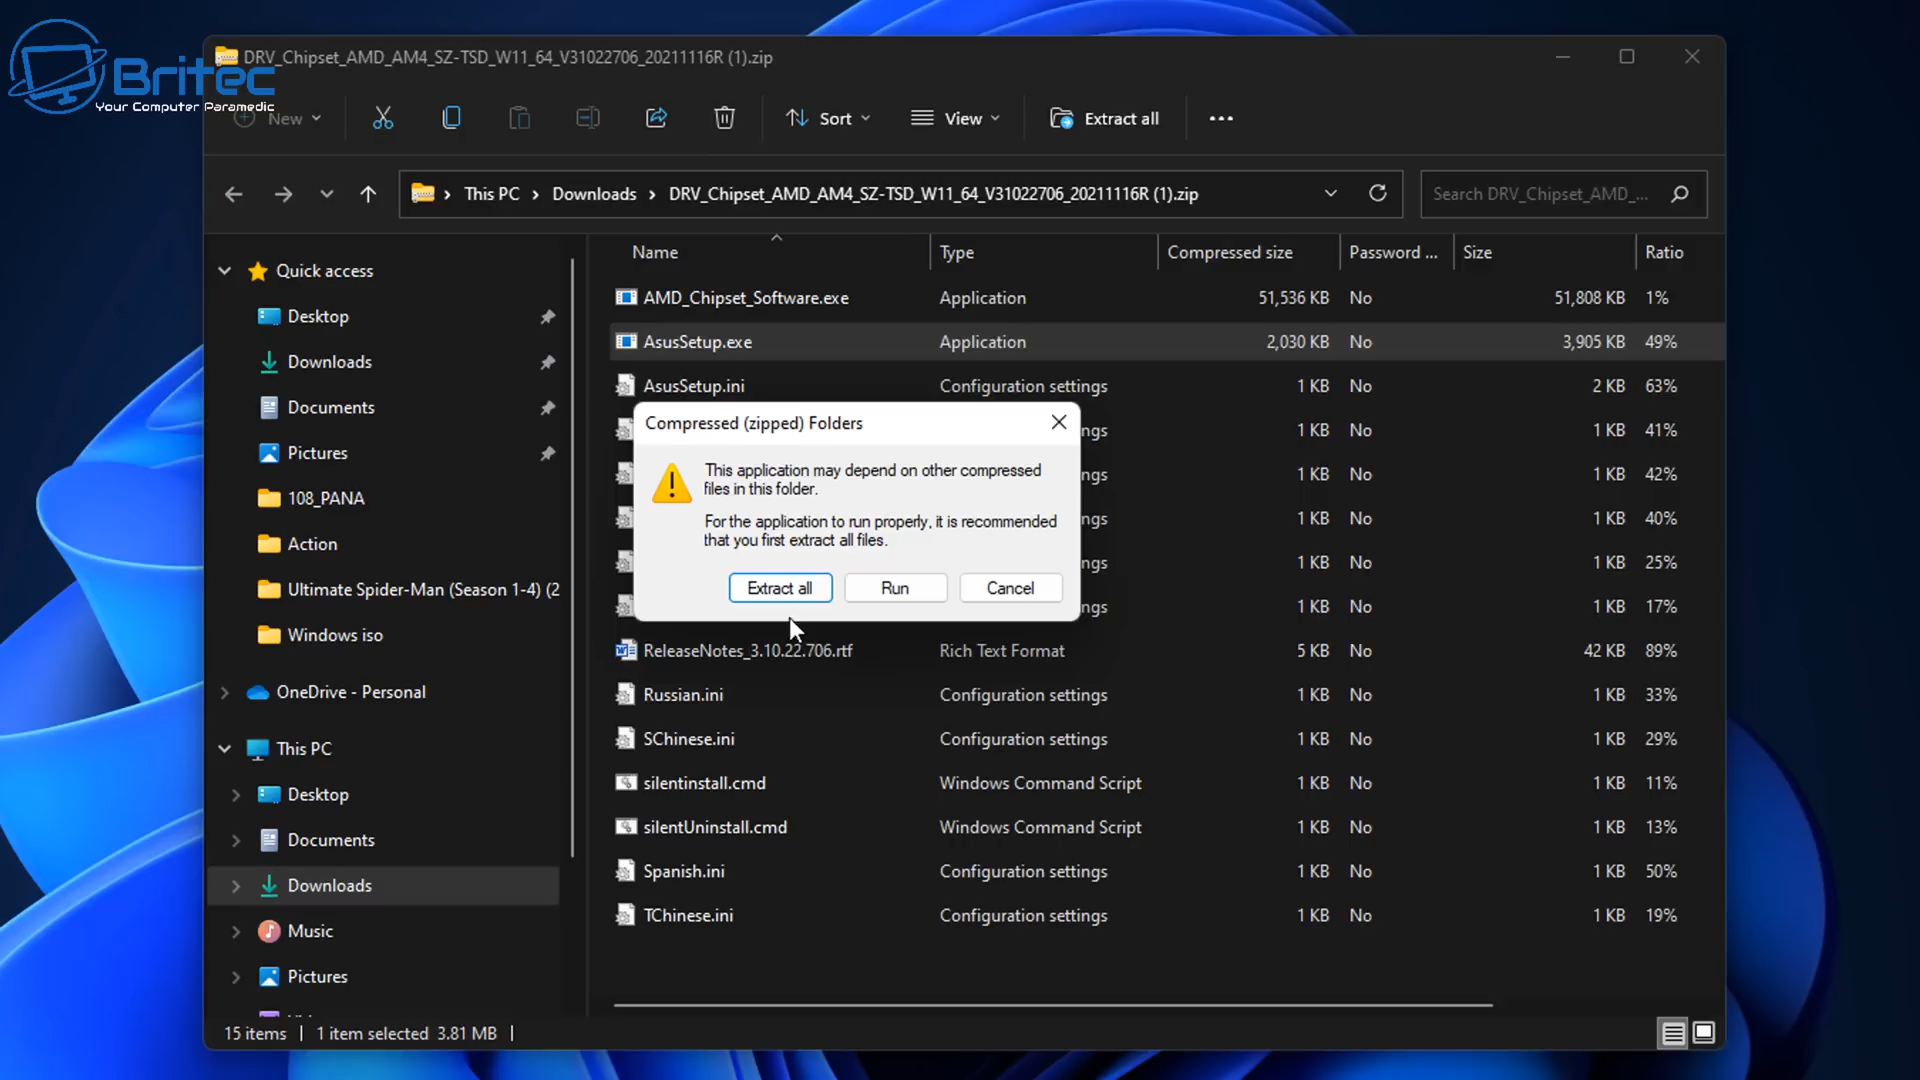 Britec
Your Computer Paramedic
DRV_Chipset_AMD_AM4_SZ-TSD_W11_64_V31022706_20211116R (1).zip
New
Sort
View
Extract all
This PC > Downloads > DRV_Chipset_AMD_AM4_SZ-TSD_W11_64_V31022706_20211116R (1).zip
Search DRV_Chipset_AMD_...
Name Type Compressed size Password ... Size Ratio
Quick access
Desktop
Downloads
Documents
Pictures
108_PANA
Action
Ultimate Spider-Man (Season 1-4) (2
Windows iso
OneDrive - Personal
This PC
Desktop
Documents
Downloads
Music
Pictures
AMD_Chipset_Software.exe Application 51,536 KB No 51,808 KB 1%
AsusSetup.exe Application 2,030 KB No 3,905 KB 49%
AsusSetup.ini Configuration settings 1 KB No 2 KB 63%
ngs 1 KB No 1 KB 41%
ngs 1 KB No 1 KB 42%
ngs 1 KB No 1 KB 40%
ngs 1 KB No 1 KB 25%
ngs 1 KB No 1 KB 17%
ReleaseNotes_3.10.22.706.rtf Rich Text Format 5 KB No 42 KB 89%
Russian.ini Configuration settings 1 KB No 1 KB 33%
SChinese.ini Configuration settings 1 KB No 1 KB 29%
silentinstall.cmd Windows Command Script 1 KB No 1 KB 11%
silentUninstall.cmd Windows Command Script 1 KB No 1 KB 13%
Spanish.ini Configuration settings 1 KB No 1 KB 50%
TChinese.ini Configuration settings 1 KB No 1 KB 19%
Compressed (zipped) Folders
This application may depend on other compressed
files in this folder.
For the application to run properly, it is recommended
that you first extract all files.
Extract all Run Cancel
15 items 1 item selected 3.81 MB